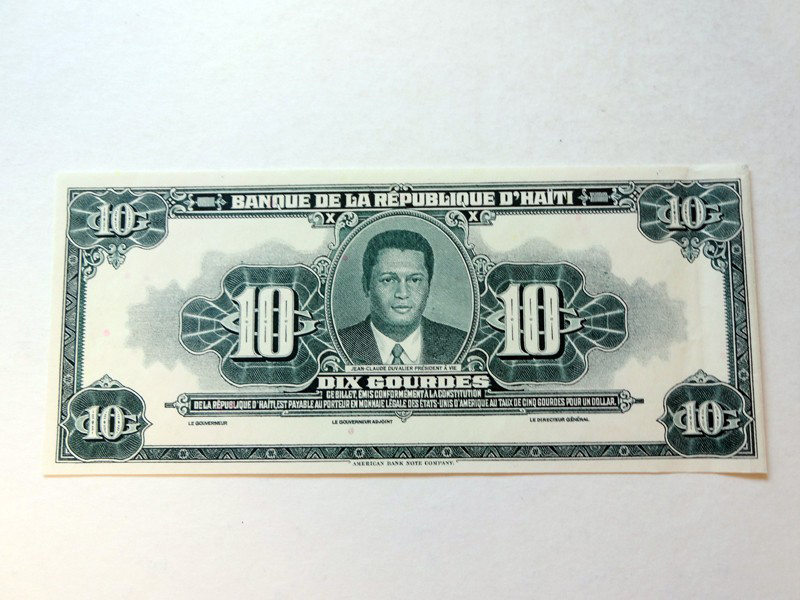 BANQUE DE LA RÉPUBLIQUE D'HAÏTI
10 G 10 G
X X
10 G 10 G
JEAN-CLAUDE DUVALIER PRÉSIDENT À VIE
DIX GOURDES
CE BILLET, ÉMIS CONFORMÉMENT À LA CONSTITUTION
DE LA RÉPUBLIQUE D'HAÏTI, EST PAYABLE AU PORTEUR EN MONNAIE LÉGALE DES ÉTATS-UNIS D'AMÉRIQUE AU TAUX DE CINQ GOURDES POUR UN DOLLAR.
10 G 10 G
LE GOUVERNEUR LE GOUVERNEUR ADJOINT LE DIRECTEUR GÉNÉRAL
AMERICAN BANK NOTE COMPANY.